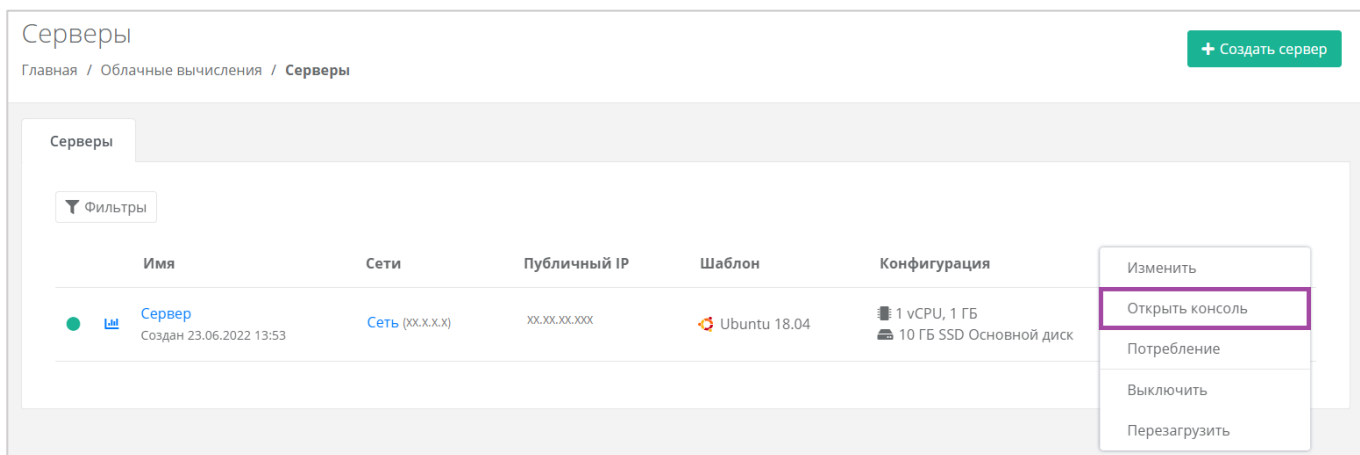 Серверы
+ Создать сервер
Главная / Облачные вычисления / Серверы
Серверы
Фильтры
Имя Сети Публичный IP Шаблон Конфигурация
Сервер
Создан 23.06.2022 13:53
Сеть (XX.X.X.X)
XX.XX.XX.XXX
Ubuntu 18.04
1 vCPU, 1 ГБ
10 ГБ SSD Основной диск
Изменить
Открыть консоль
Потребление
Выключить
Перезагрузить